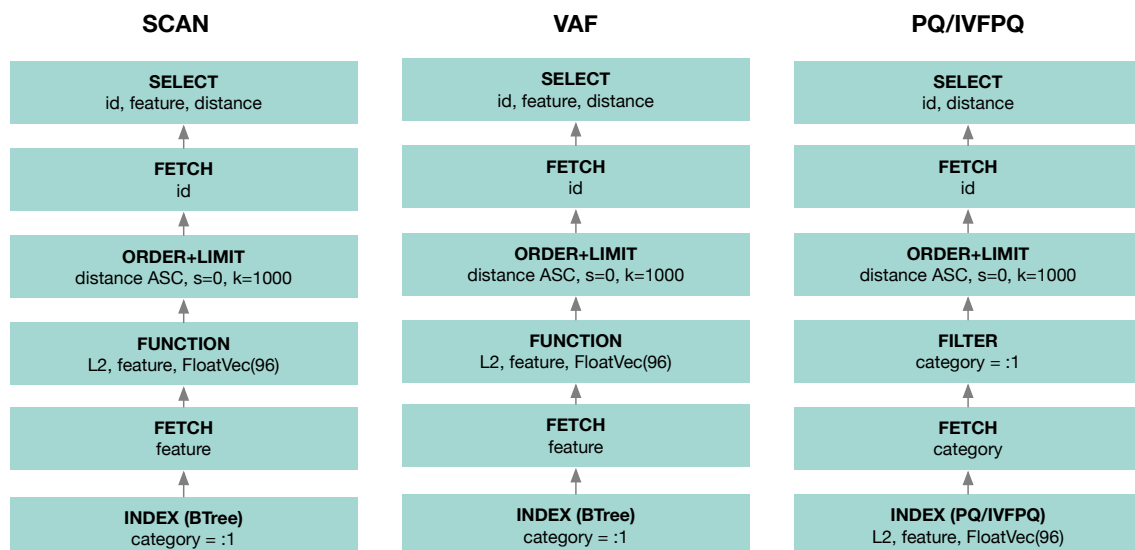 SCAN
SELECT
id, feature, distance
FETCH
id
ORDER+LIMIT
distance ASC, s=0, k=1000
FUNCTION
L2, feature, FloatVec(96)
FETCH
feature
INDEX (BTree)
category = :1
VAF
SELECT
id, feature, distance
FETCH
id
ORDER+LIMIT
distance ASC, s=0, k=1000
FUNCTION
L2, feature, FloatVec(96)
FETCH
feature
INDEX (BTree)
category = :1
PQ/IVFPQ
SELECT
id, distance
FETCH
id
ORDER+LIMIT
distance ASC, s=0, k=1000
FILTER
category = :1
FETCH
category
INDEX (PQ/IVFPQ)
L2, feature, FloatVec(96)